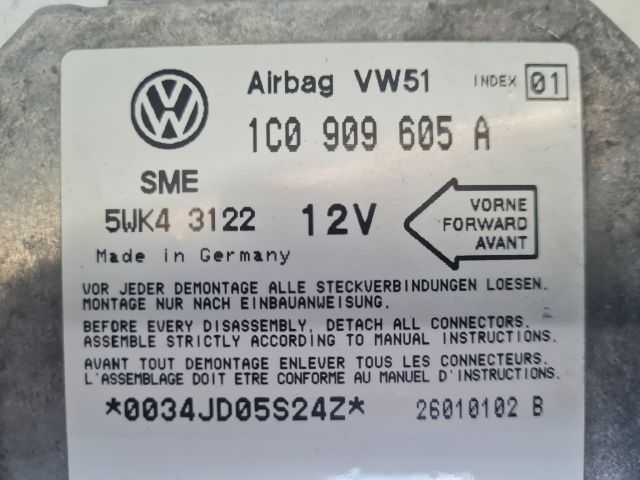 Airbag VW51 INDEX 01
1C0 909 605 A
SME
5WK4 3122 12V
VORNE
FORWARD
AVANT
Made in Germany
VOR JEDER DEMONTAGE ALLE STECKVERBINDUNGEN LOESEN.
MONTAGE NUR NACH EINBAUANWEISUNG.
BEFORE EVERY DISASSEMBLY, DETACH ALL CONNECTORS.
ASSEMBLE STRICTLY ACCORDING TO MANUAL INSTRUCTIONS.
AVANT TOUT DEMONTAGE ENLEVER TOUS LES CONNECTEURS.
L'ASSEMBLAGE DOIT ETRE CONFORME AU MANUEL D'INSTRUCTIONS.
*0034JD05S24Z* 26010102 B